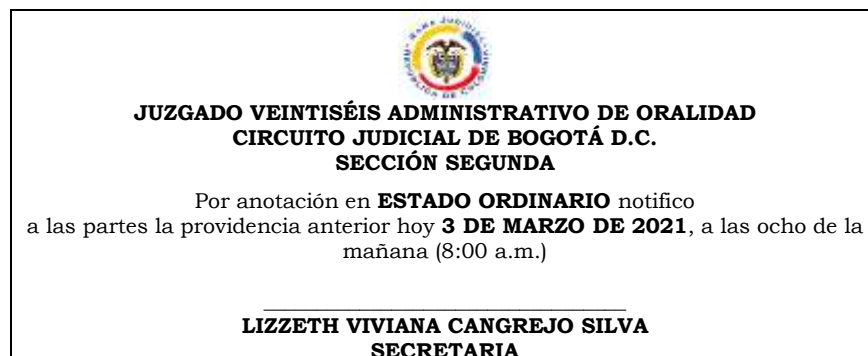 JUZGADO VEINTISÉIS ADMINISTRATIVO DE ORALIDAD
CIRCUITO JUDICIAL DE BOGOTÁ D.C.
SECCIÓN SEGUNDA
Por anotación en ESTADO ORDINARIO notifico
a las partes la providencia anterior hoy 3 DE MARZO DE 2021, a las ocho de la
mañana (8:00 a.m.)
LIZZETH VIVIANA CANGREJO SILVA
SECRETARIA